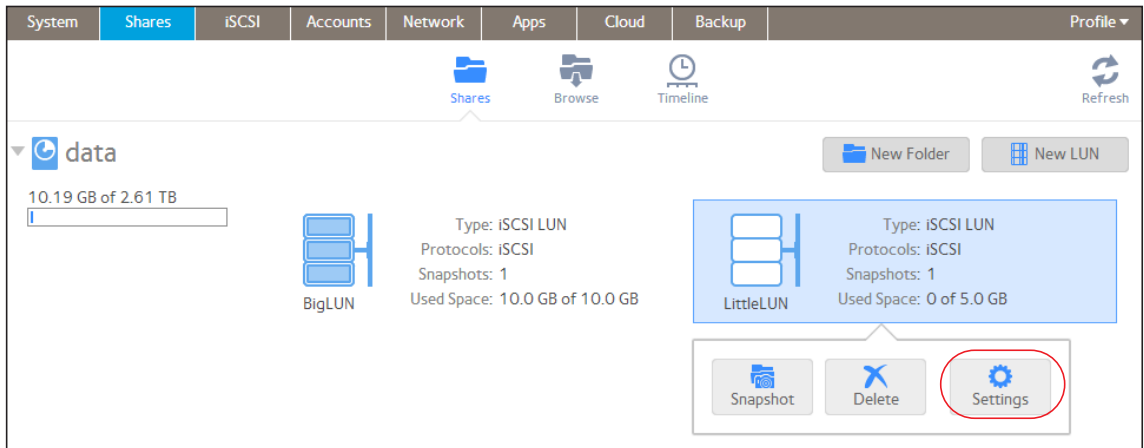 System Shares iSCSI Accounts Network Apps Cloud Backup Profile
Shares Browse Timeline Refresh
data New Folder New LUN
10.19 GB of 2.61 TB
BigLUN
Type: iSCSI LUN
Protocols: iSCSI
Snapshots: 1
Used Space: 10.0 GB of 10.0 GB
LittleLUN
Type: iSCSI LUN
Protocols: iSCSI
Snapshots: 1
Used Space: 0 of 5.0 GB
Snapshot Delete Settings